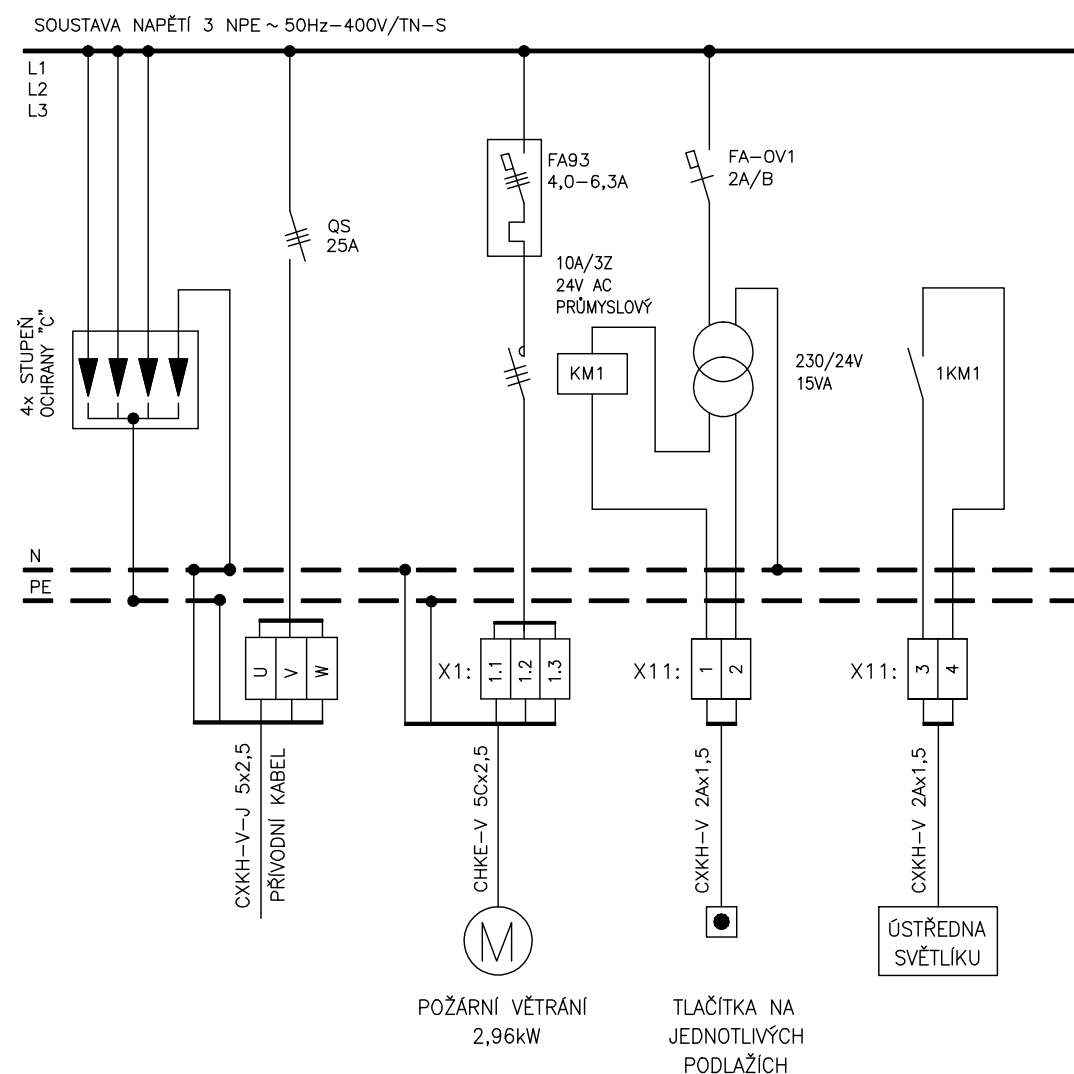 SOUSTAVA NAPĚTÍ 3 NPE ~ 50Hz-400V/TN-S
L1
L2
L3
FA93
4,0-6,3A
FA-OV1
2A/B
QS
25A
10A/3Z
24V AC
PRŮMYSLOVÝ
4x STUPEŇ
OCHRANY "C"
KM1
230/24V
15VA
1KM1
N
PE
U
V
W
X1:
1.1
1.2
1.3
X11:
1
2
X11:
3
4
CXKH-V-J 5x2,5
PŘÍVODNÍ KABEL
CHKE-V 5Cx2,5
CXKH-V 2Ax1,5
CXKH-V 2Ax1,5
M
ÚSTŘEDNA
SVĚTLÍKU
POŽÁRNÍ VĚTRÁNÍ
2,96kW
TLAČÍTKA NA
JEDNOTLIVÝCH
PODLAŽÍCH